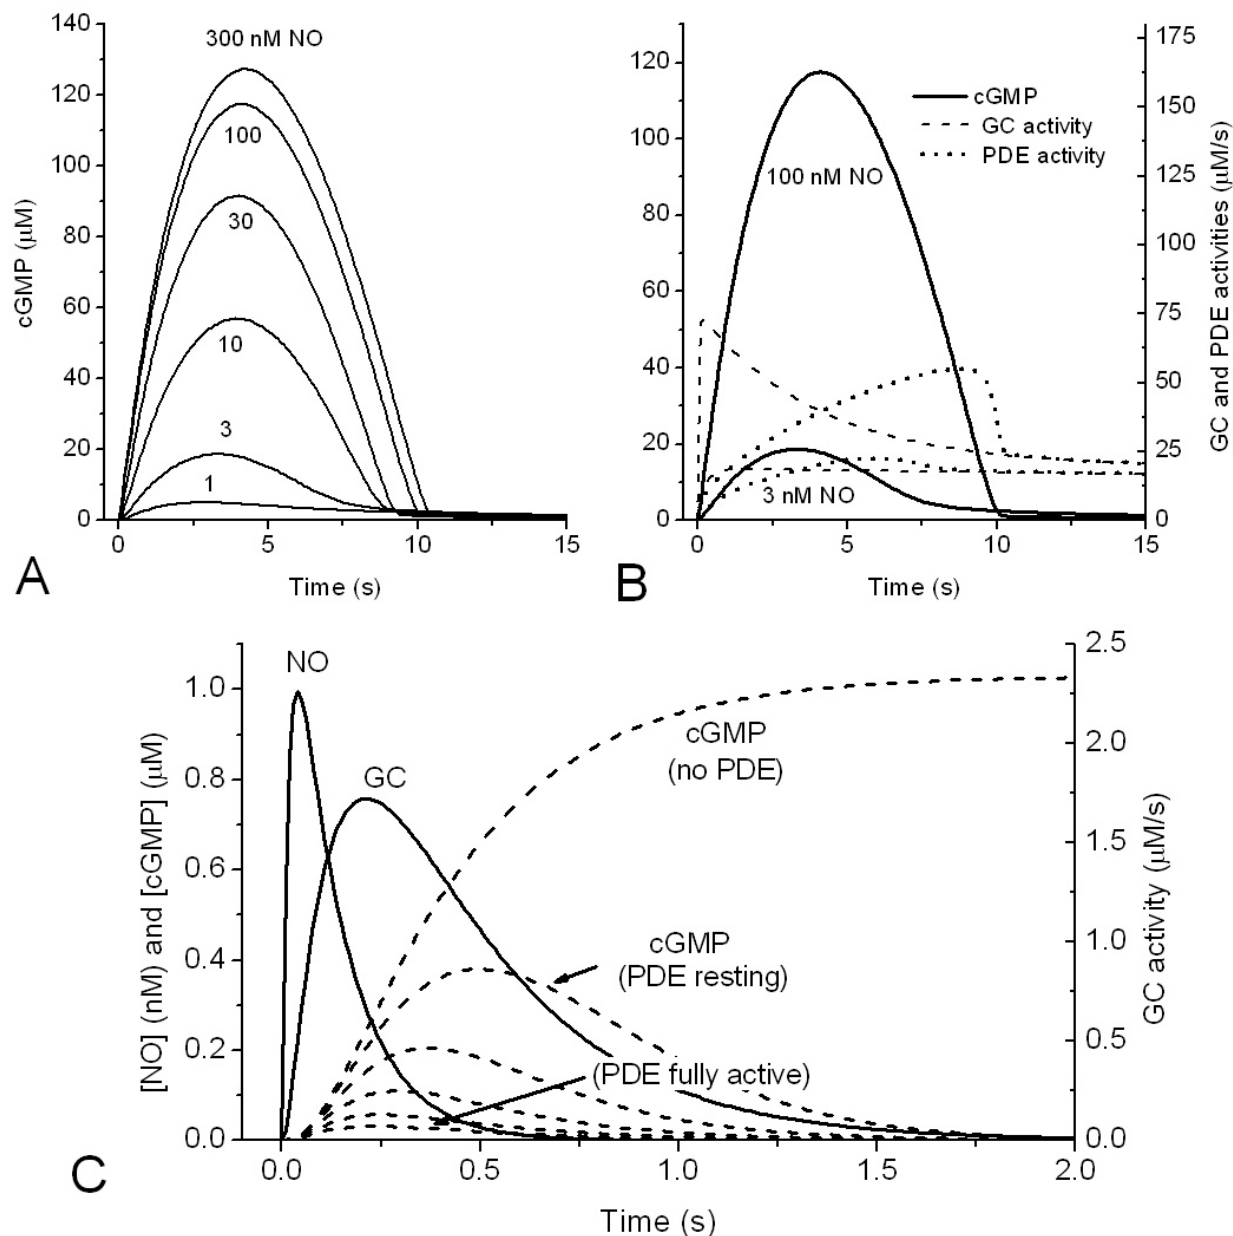 140
120
100
80
60
40
20
0
cGMP (μM)
300 nM NO
100
30
10
3
1
0
5
10
15
Time (s)
A
120
100
80
60
40
20
0
cGMP
GC activity
PDE activity
100 nM NO
3 nM NO
175
150
125
100
75
50
25
0
GC and PDE activities (μM/s)
0
5
10
15
Time (s)
B
[NO] (nM) and [cGMP] (μM)
1.0
0.8
0.6
0.4
0.2
0.0
NO
GC
cGMP
(no PDE)
cGMP
(PDE resting)
(PDE fully active)
2.5
2.0
1.5
1.0
0.5
0.0
GC activity (μM/s)
0.0
0.5
1.0
1.5
2.0
Time (s)
C